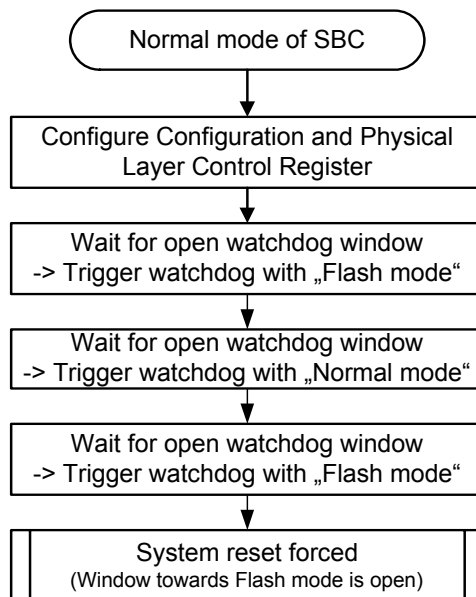 Normal mode of SBC
Configure Configuration and Physical
Layer Control Register
Wait for open watchdog window
-> Trigger watchdog with „Flash mode“
Wait for open watchdog window
-> Trigger watchdog with „Normal mode“
Wait for open watchdog window
-> Trigger watchdog with „Flash mode“
System reset forced
(Window towards Flash mode is open)